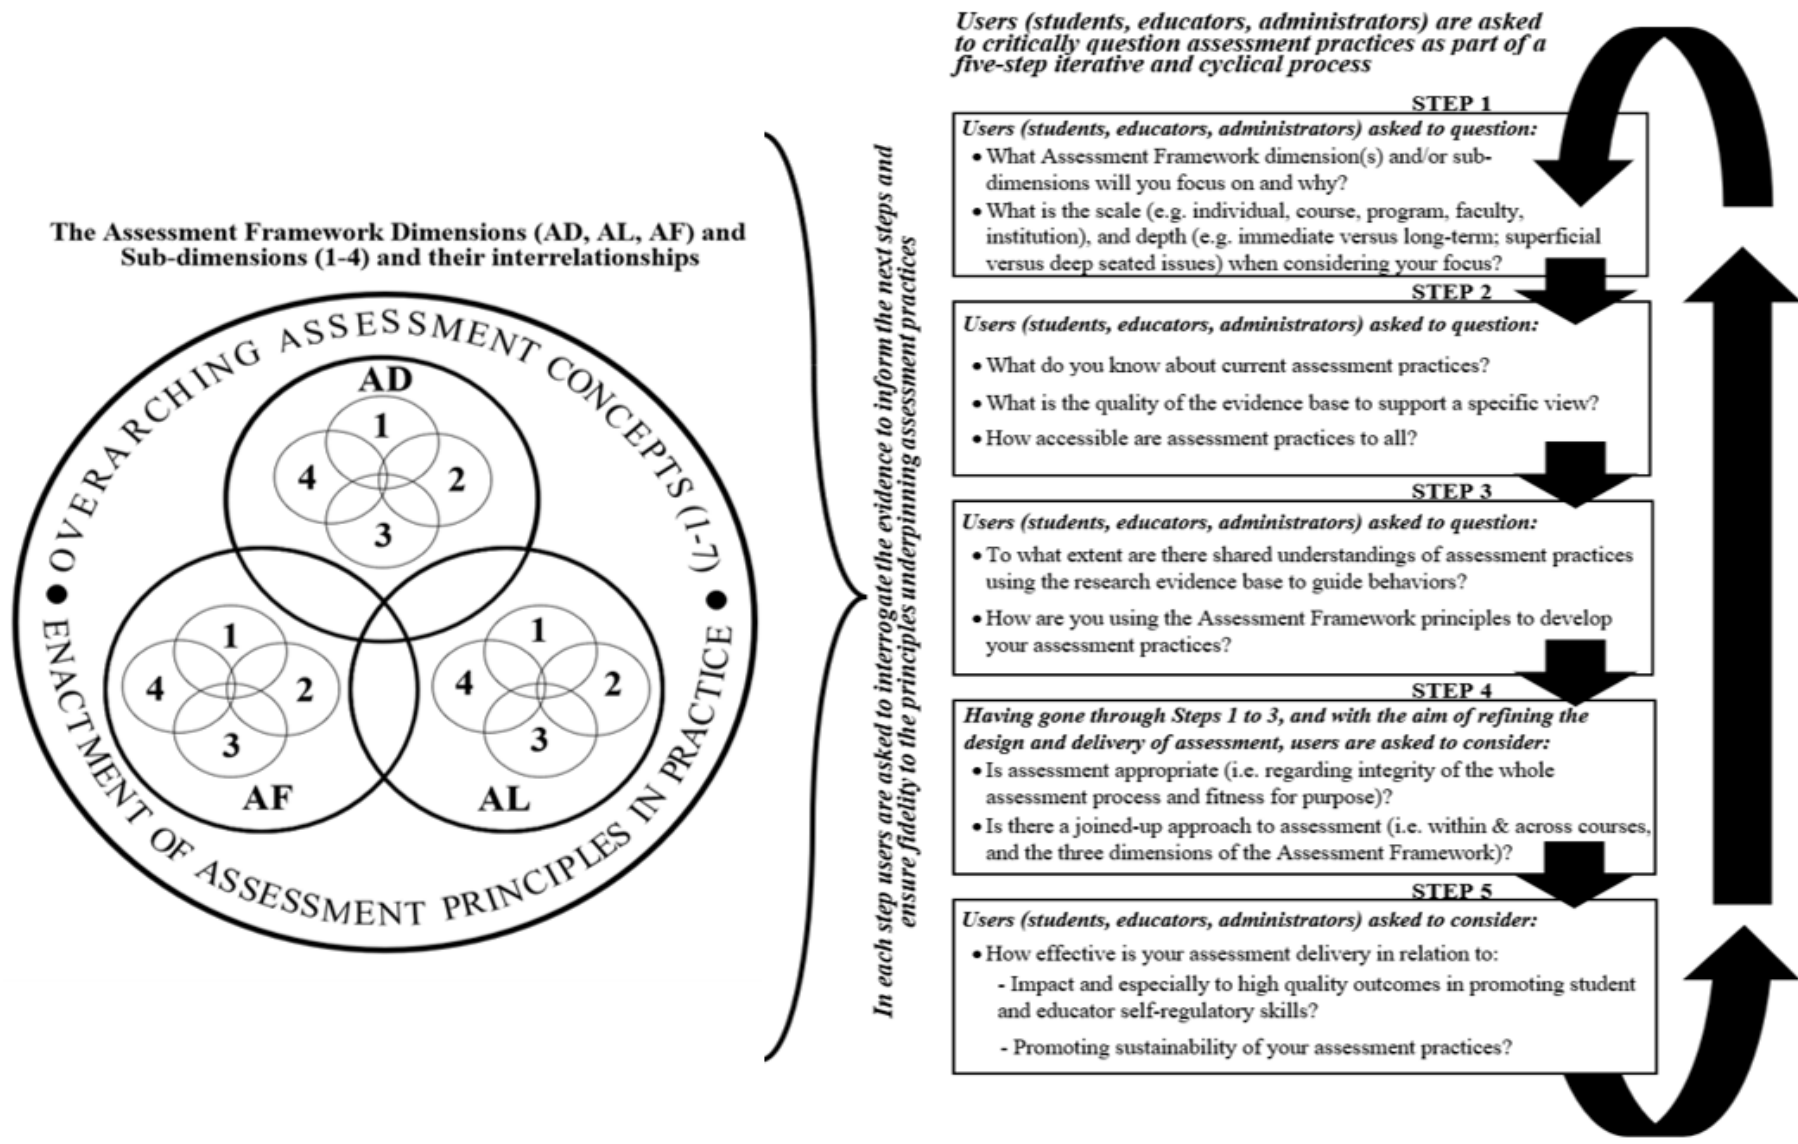 The Assessment Framework Dimensions (AD, AL, AF) and
Sub-dimensions (1-4) and their interrelationships
OVERARCHING ASSESSMENT CONCEPTS (1-7)
AD
1
4
2
3
1
4
2
3
AF
1
4
2
3
AL
ENACTMENT OF ASSESSMENT PRINCIPLES IN PRACTICE
In each step users are asked to interrogate the evidence to inform the next steps and
ensure fidelity to the principles underpinning assessment practices
Users (students, educators, administrators) are asked
to critically question assessment practices as part of a
five-step iterative and cyclical process
STEP 1
Users (students, educators, administrators) asked to question:
• What Assessment Framework dimension(s) and/or sub-
dimensions will you focus on and why?
• What is the scale (e.g. individual, course, program, faculty,
institution), and depth (e.g. immediate versus long-term; superficial
versus deep seated issues) when considering your focus?
STEP 2
Users (students, educators, administrators) asked to question:
• What do you know about current assessment practices?
• What is the quality of the evidence base to support a specific view?
• How accessible are assessment practices to all?
STEP 3
Users (students, educators, administrators) asked to question:
• To what extent are there shared understandings of assessment practices
using the research evidence base to guide behaviors?
• How are you using the Assessment Framework principles to develop
your assessment practices?
STEP 4
Having gone through Steps 1 to 3, and with the aim of refining the
design and delivery of assessment, users are asked to consider:
• Is assessment appropriate (i.e. regarding integrity of the whole
assessment process and fitness for purpose)?
• Is there a joined-up approach to assessment (i.e. within & across courses,
and the three dimensions of the Assessment Framework)?
STEP 5
Users (students, educators, administrators) asked to consider:
• How effective is your assessment delivery in relation to:
- Impact and especially to high quality outcomes in promoting student
and educator self-regulatory skills?
- Promoting sustainability of your assessment practices?